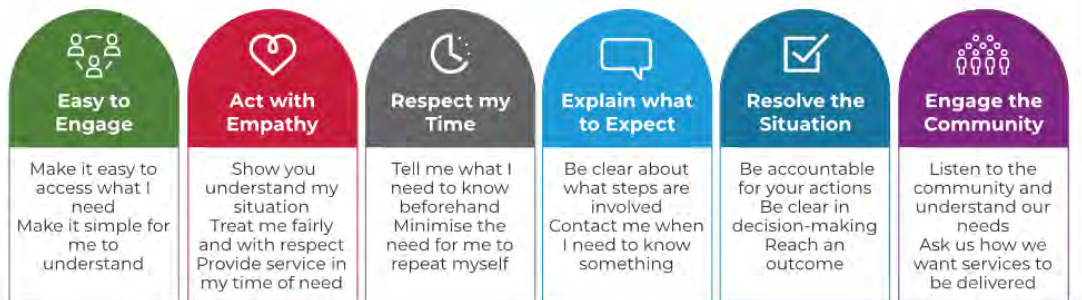 Easy to
Engage
Make it easy to
access what I
need
Make it simple for
me to
understand
Act with
Empathy
Show you
understand my
situation
Treat me fairly
and with respect
Provide service in
my time of need
Respect my
Time
Tell me what I
need to know
beforehand
Minimise the
need for me to
repeat myself
Explain what
to Expect
Be clear about
what steps are
involved
Contact me when
I need to know
something
Resolve the
Situation
Be accountable
for your actions
Be clear in
decision-making
Reach an
outcome
Engage the
Community
Listen to the
community and
understand our
needs
Ask us how we
want services to
be delivered